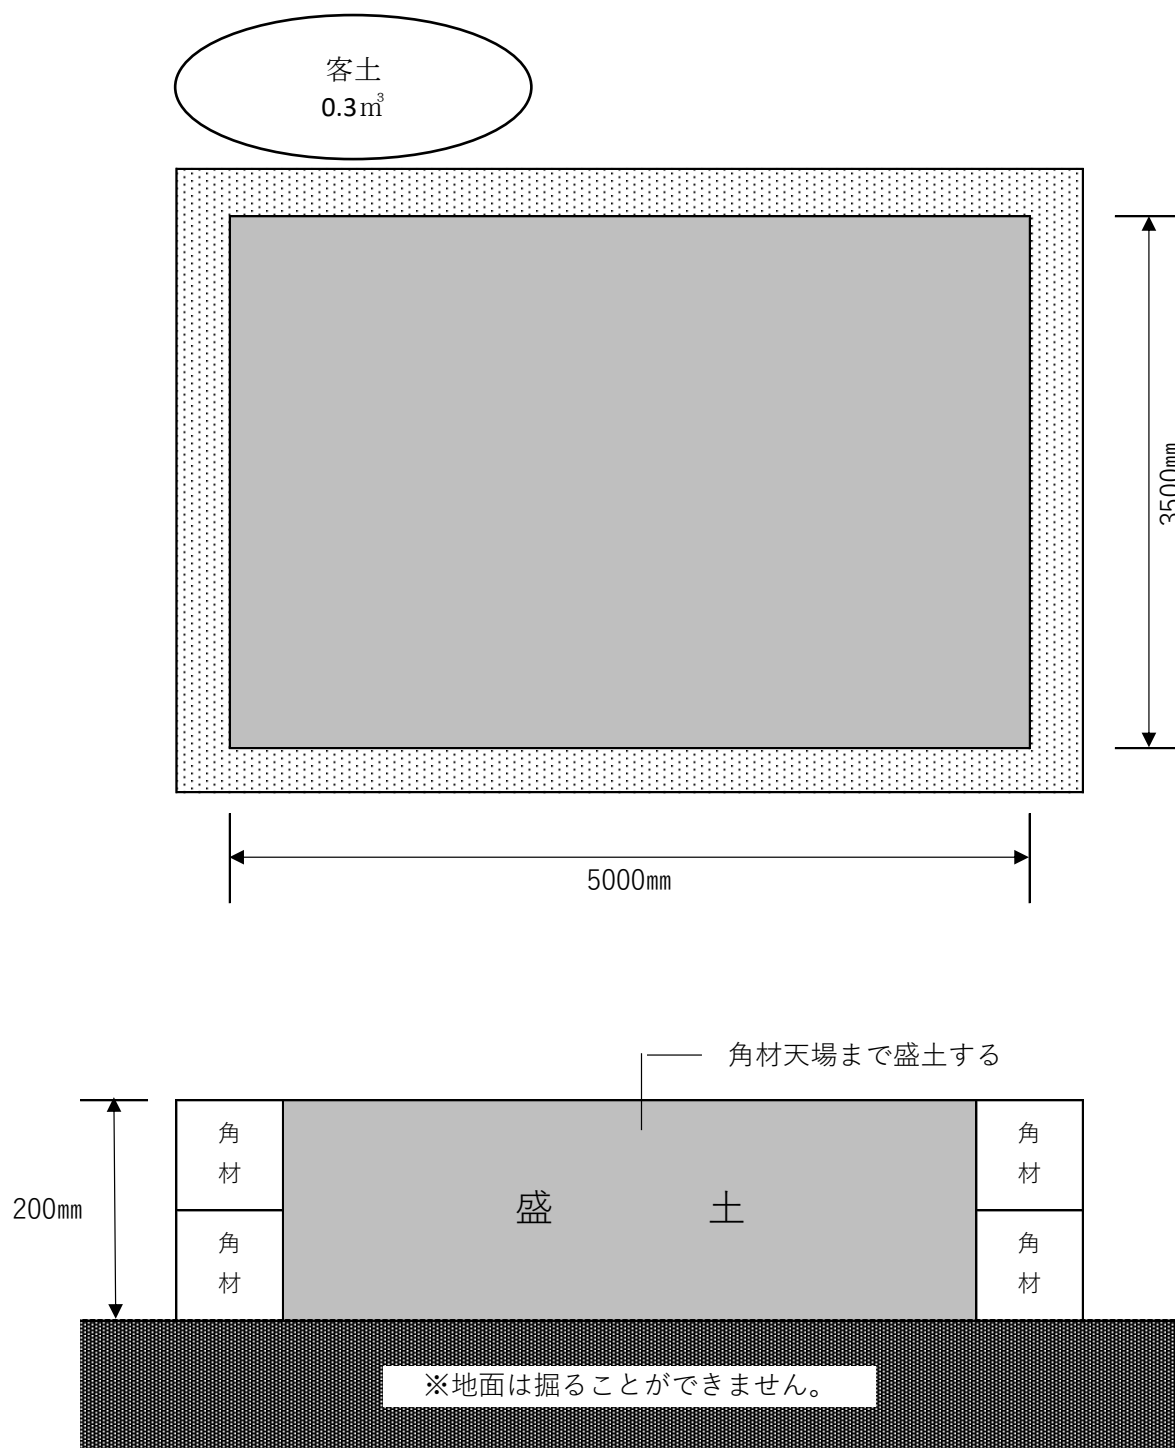 客土
0.3㎥
3500㎜
5000㎜
角材天場まで盛土する
角材
角材
200㎜
盛　土
角材
角材
※地面は掘ることができません。